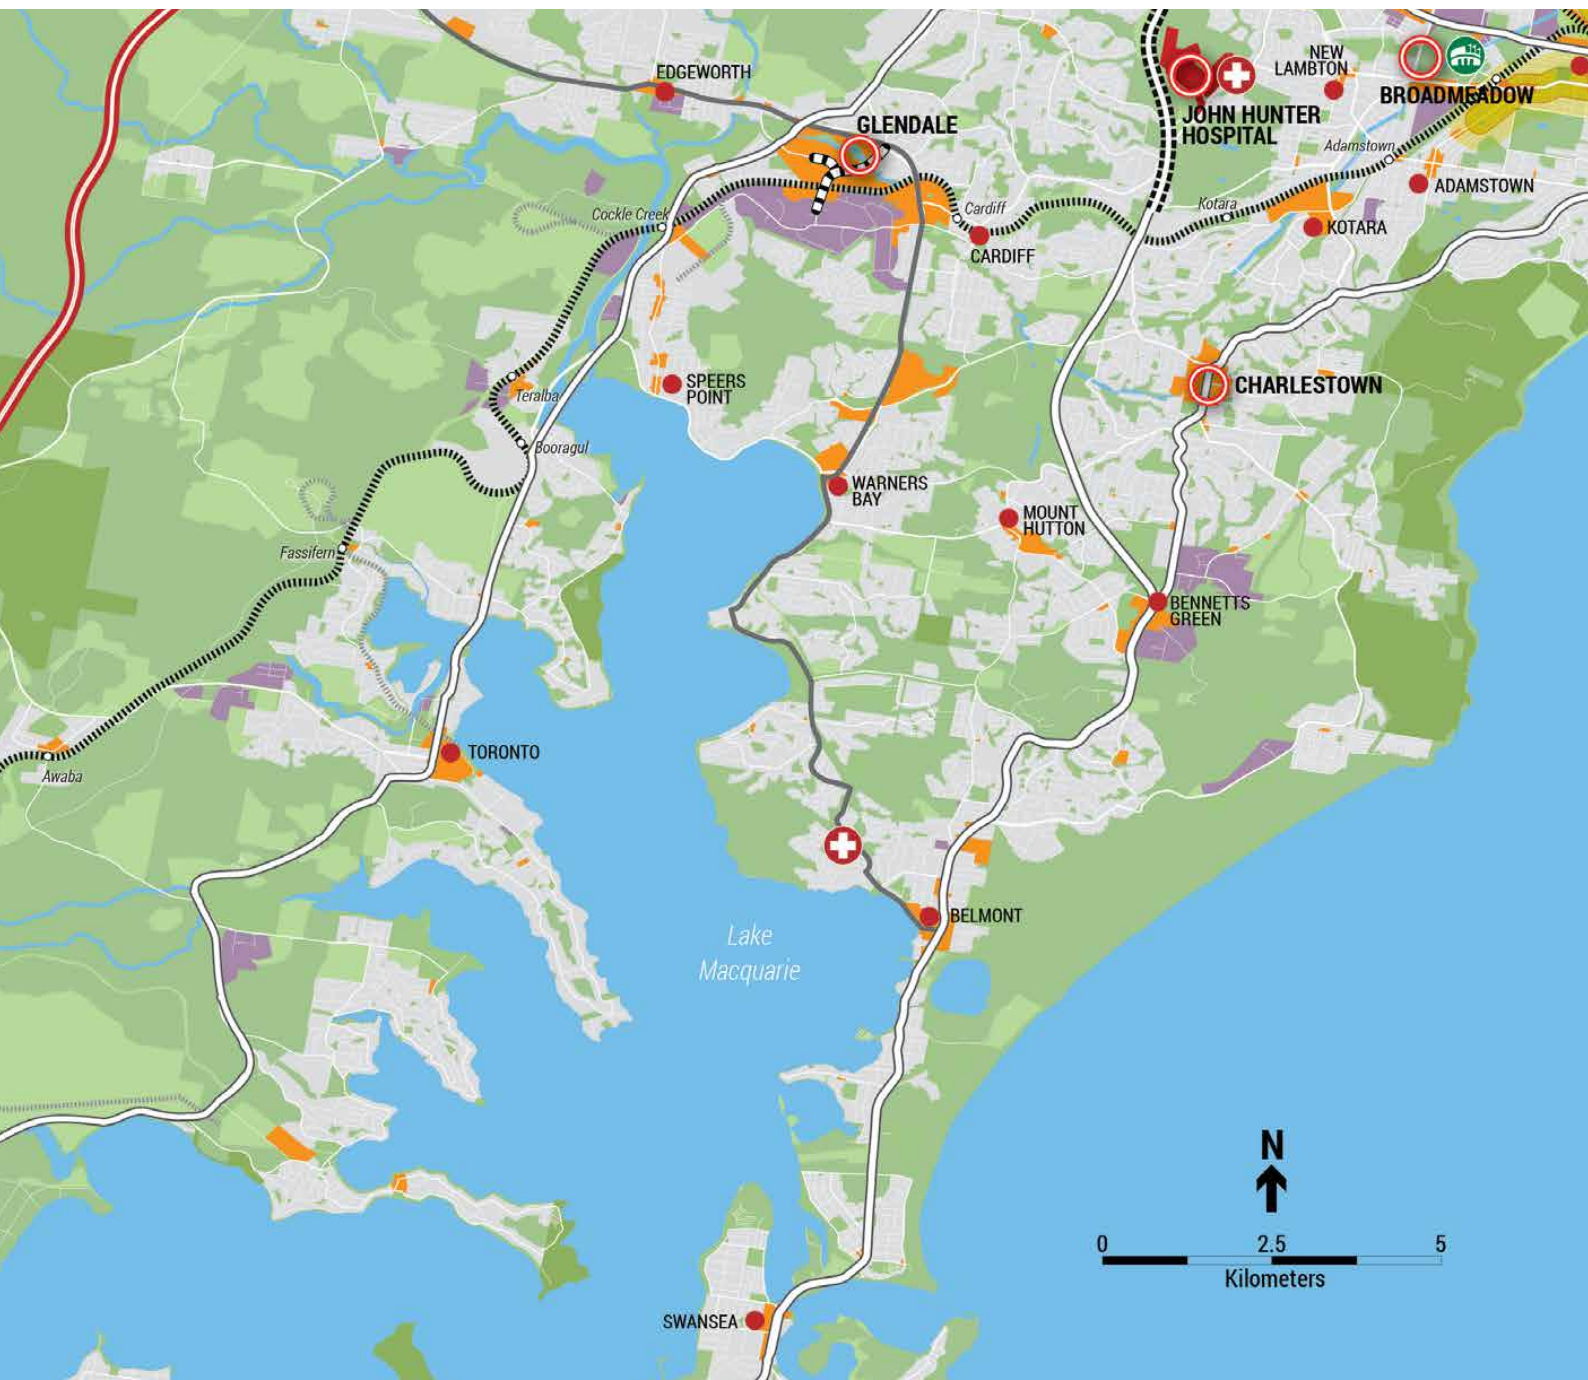 NEW
LAMBTON
EDGEWORTH
BROADMEADOW
JOHN HUNTER
HOSPITAL
GLENDALE
Adamstown
ADAMSTOWN
Cockle Creek
Cardiff
Kotara
KOTARA
CARDIFF
SPEERS
POINT
CHARLESTOWN
Teralba
Booragul
WARNERS
BAY
MOUNT
HUTTON
Fassifern
BENNETTS
GREEN
TORONTO
Awaba
BELMONT
Lake
Macquarie
N
0 2.5 5
Kilometers
SWANSEA